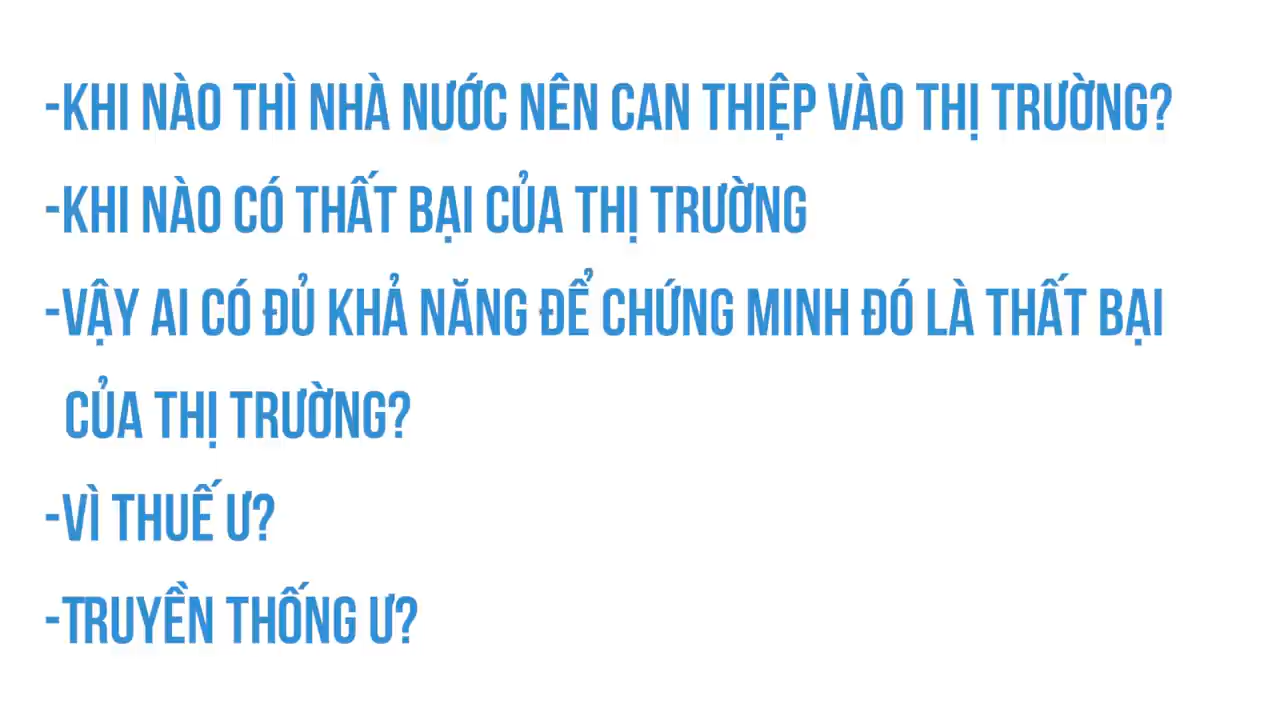 -KHI NÀO THÌ NHÀ NƯỚC NÊN CAN THIỆP VÀO THỊ TRƯỜNG?
-KHI NÀO CÓ THẤT BẠI CỦA THỊ TRƯỜNG
-VẬY AI CÓ ĐỦ KHẢ NĂNG ĐỂ CHỨNG MINH ĐÓ LÀ THẤT BẠI
CỦA THỊ TRƯỜNG?
-VÌ THUẾ Ư?
-TRUYỀN THỐNG Ư?